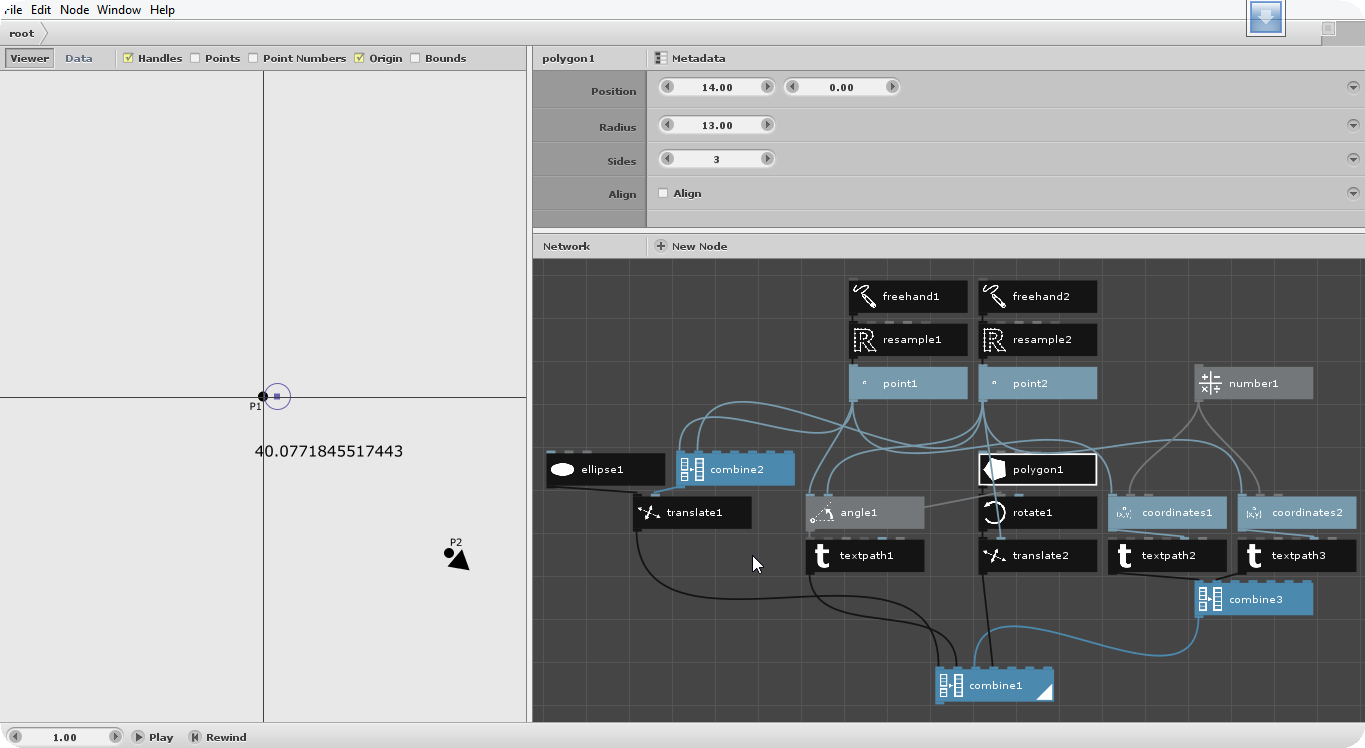 File Edit Node Window Help
root
Viewer Data Handles Points Point Numbers Origin Bounds
P1
40.0771845517443
P2
polygon1 Metadata
Position 14.00 0.00
Radius 13.00
Sides 3
Align Align
Network New Node
freehand1 freehand2
resample1 resample2
point1 point2 number1
ellipse1 combine2 polygon1
translate1 angle1 rotate1 coordinates1 coordinates2
textpath1 translate2 textpath2 textpath3
combine3
combine1
1.00 Play Rewind